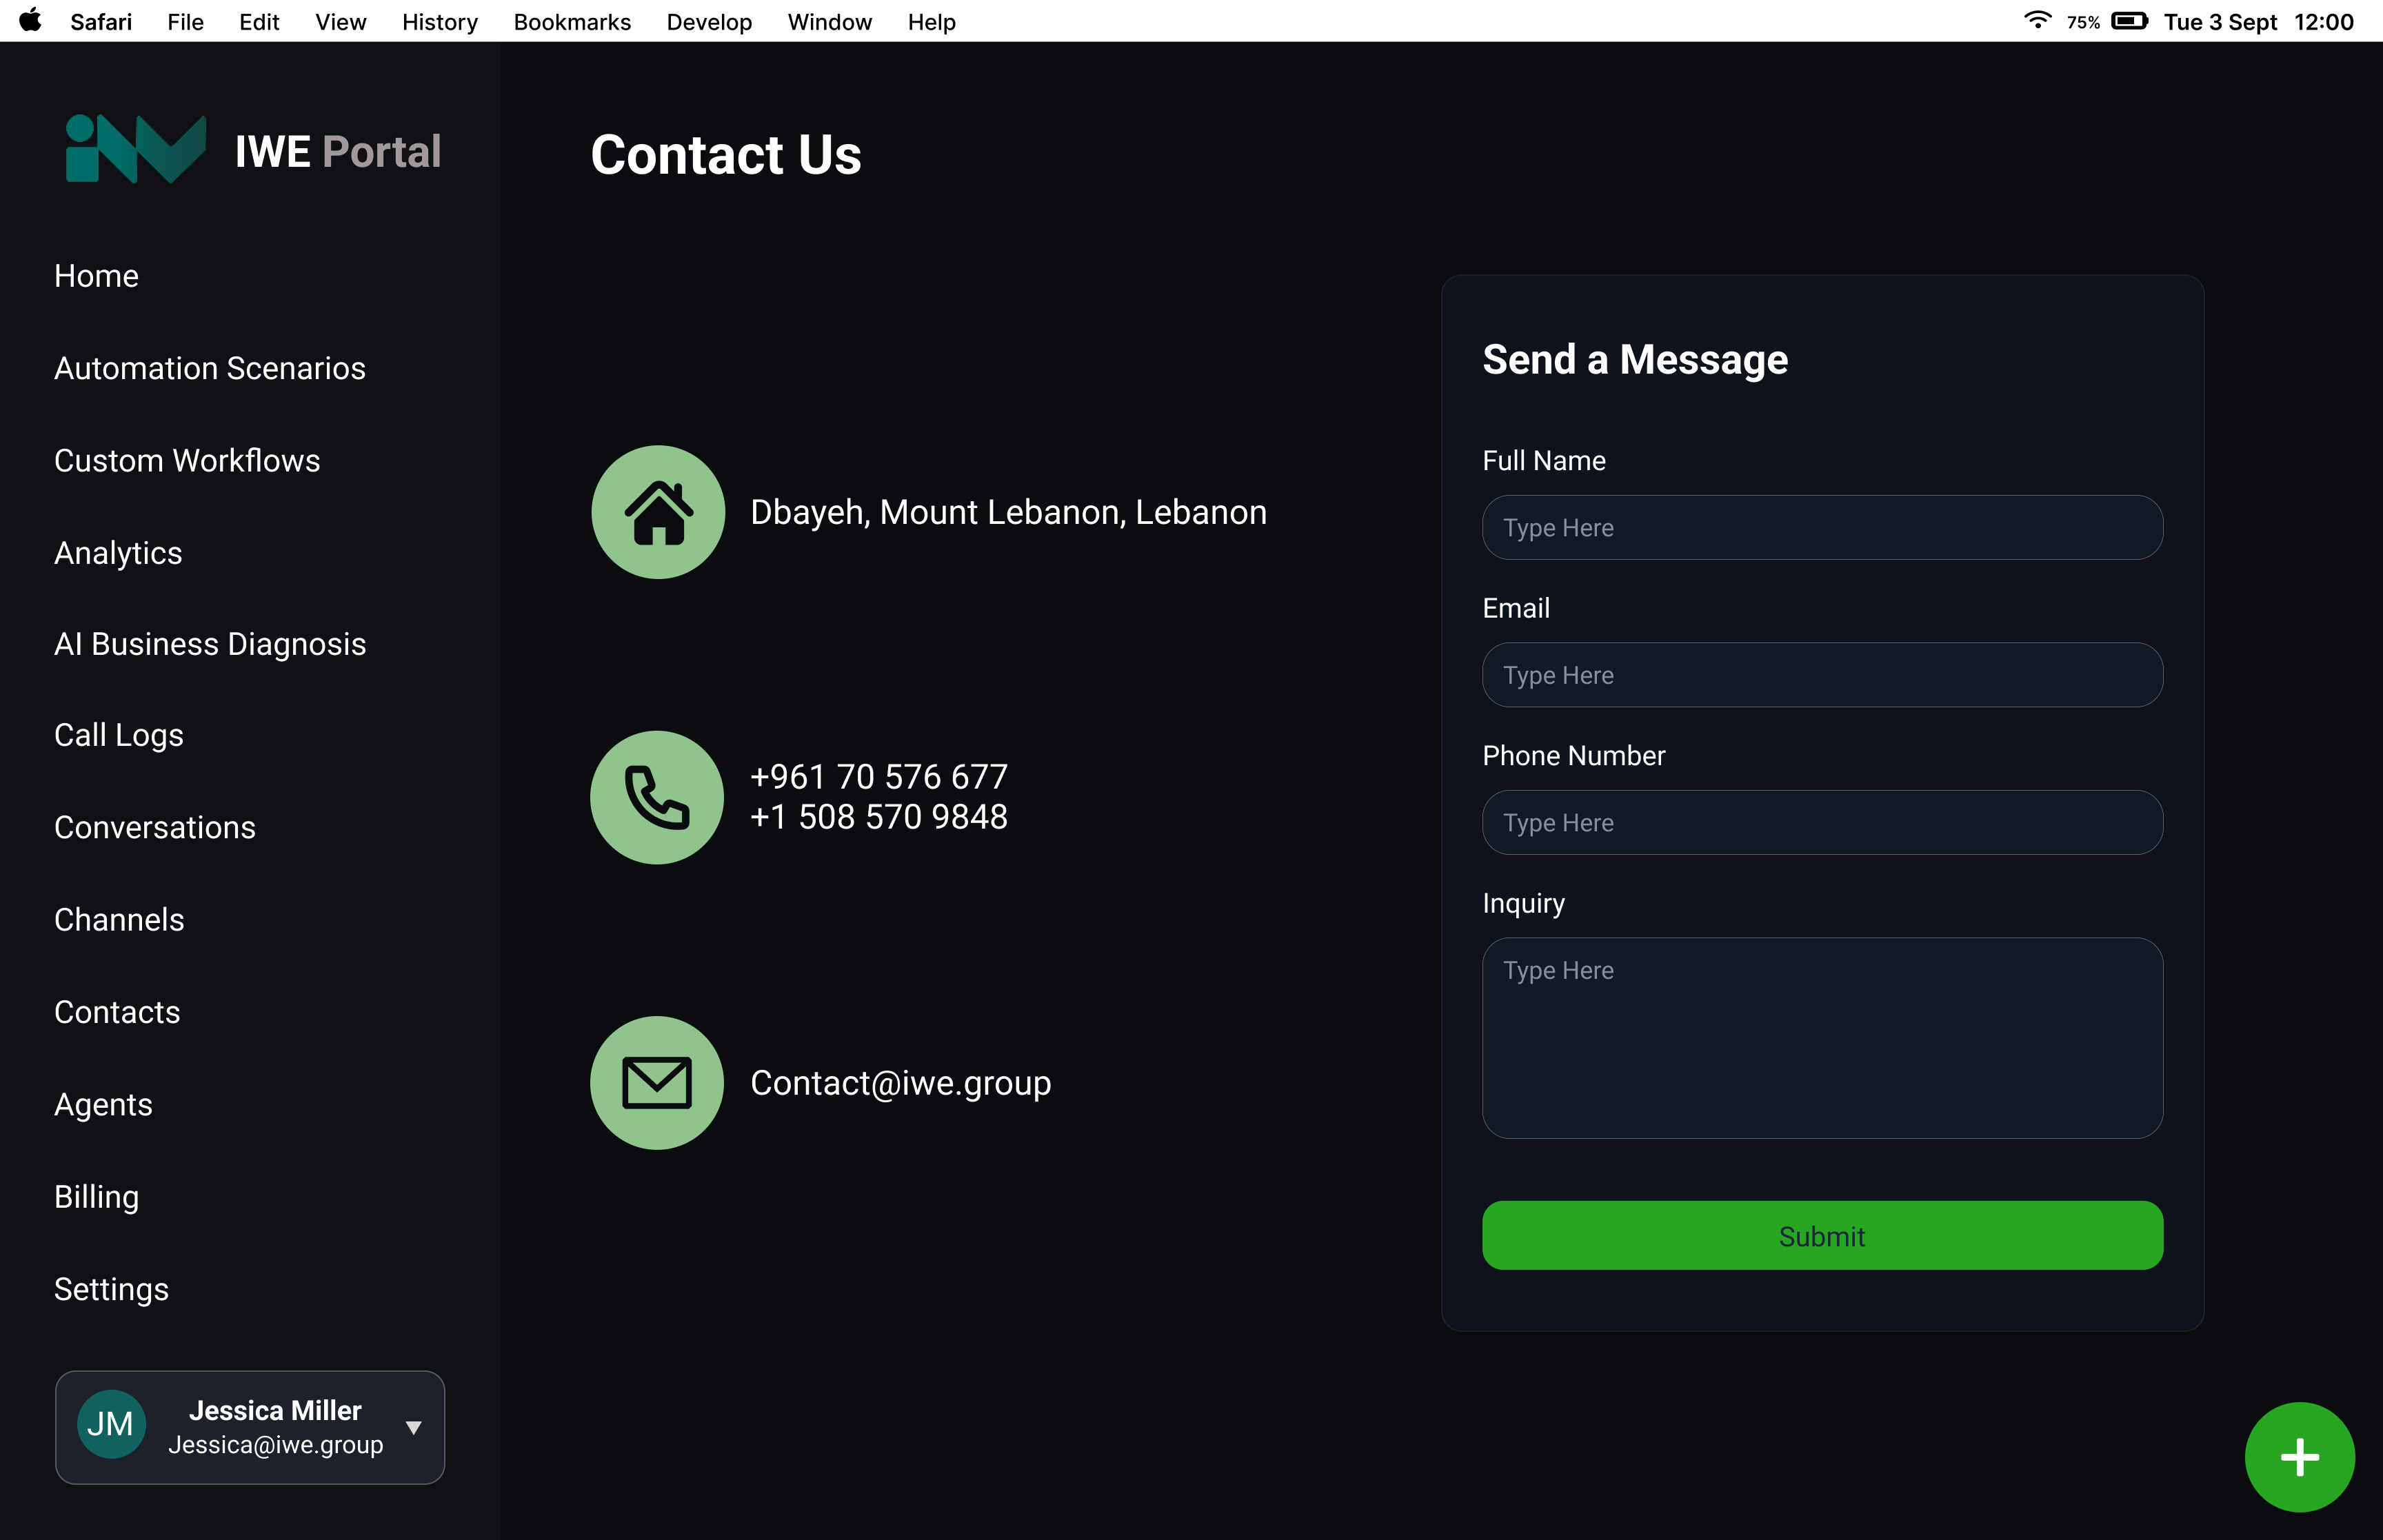 Safari File Edit View History Bookmarks Develop Window Help 75% Tue 3 Sept 12:00
IWE Portal
Home
Automation Scenarios
Custom Workflows
Analytics
AI Business Diagnosis
Call Logs
Conversations
Channels
Contacts
Agents
Billing
Settings
JM
Jessica Miller
Jessica@iwe.group
Contact Us
Dbayeh, Mount Lebanon, Lebanon
+961 70 576 677
+1 508 570 9848
Contact@iwe.group
Send a Message
Full Name
Type Here
Email
Type Here
Phone Number
Type Here
Inquiry
Type Here
Submit